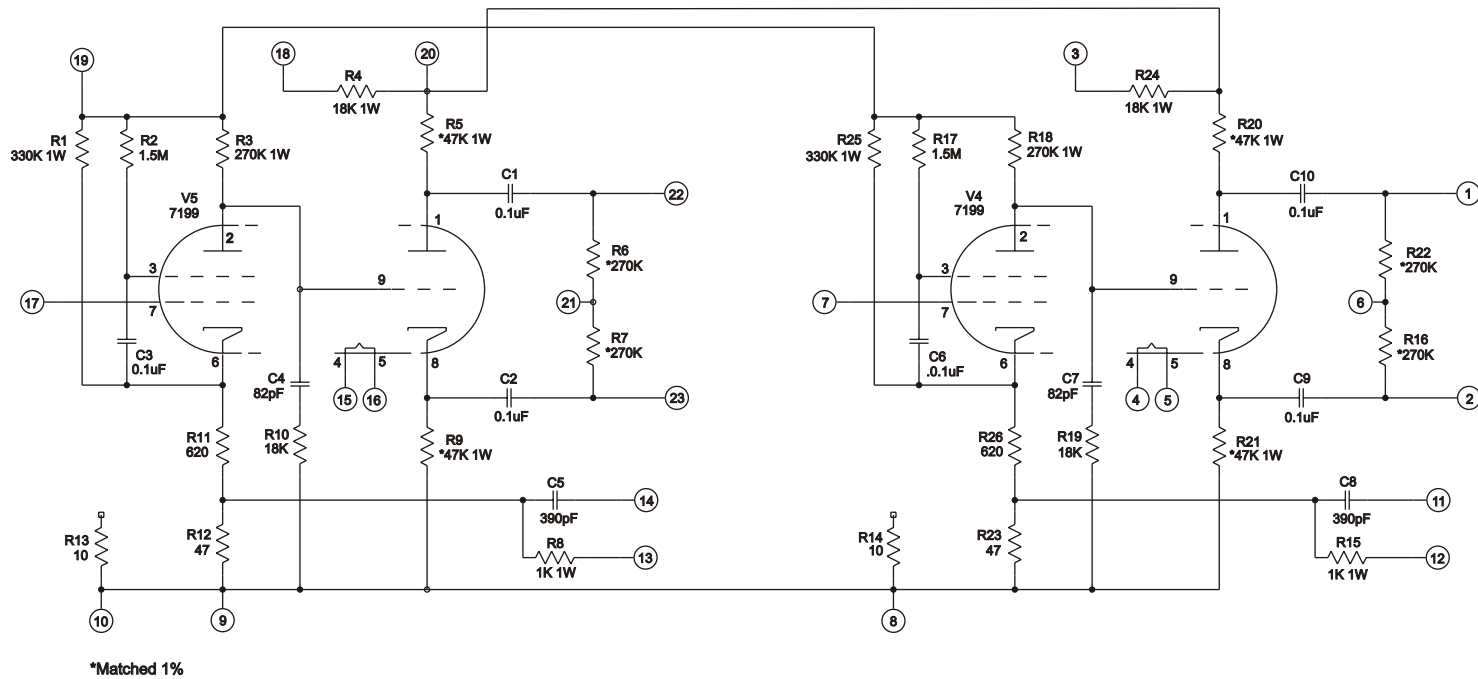 19
18
20
3
R4
18K 1W
R24
18K 1W
R1
330K 1W
R2
1.5M
R3
270K 1W
R5
*47K 1W
R25
330K 1W
R17
1.5M
R18
270K 1W
R20
*47K 1W
C1
0.1uF
22
C10
0.1uF
1
V5
7199
2
1
V4
7199
2
1
R6
*270K
R22
*270K
3
9
3
9
17
7
21
7
7
6
R7
*270K
R16
*270K
C3
0.1uF
6
4
5
8
C6
.0.1uF
6
4
5
8
C4
82pF
15
16
C2
0.1uF
23
C7
82pF
4
5
C9
0.1uF
2
R11
620
R10
18K
R9
*47K 1W
R26
620
R19
18K
R21
*47K 1W
C5
390pF
14
C8
390pF
11
R13
10
R12
47
R8
1K 1W
13
R14
10
R23
47
R15
1K 1W
12
10
9
8
*Matched 1%